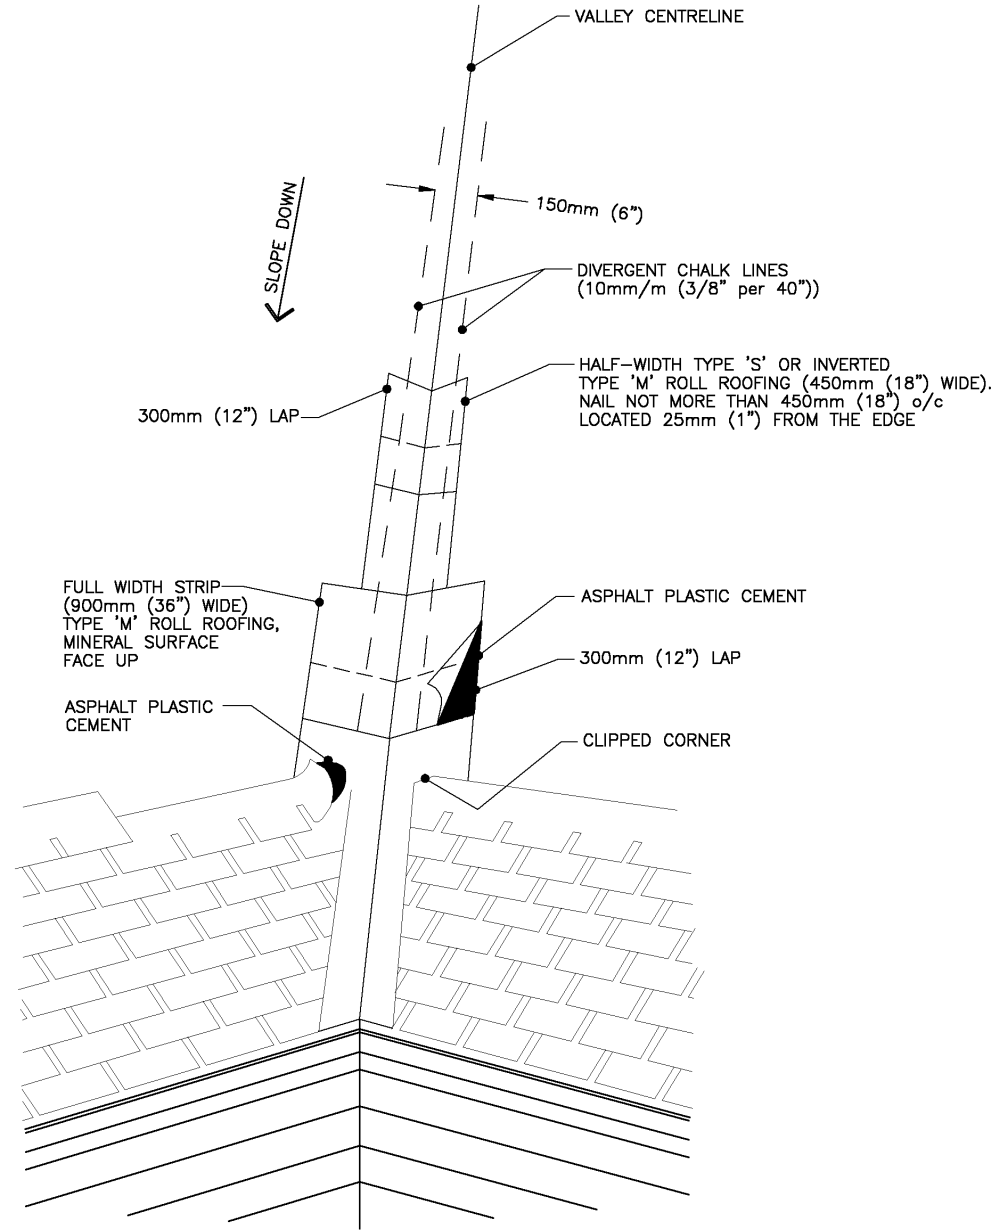 VALLEY CENTRELINE
SLOPE DOWN
150mm (6")
DIVERGENT CHALK LINES
(10mm/m (3/8" per 40"))
HALF-WIDTH TYPE 'S' OR INVERTED
TYPE 'M' ROLL ROOFING (450mm (18") WIDE).
NAIL NOT MORE THAN 450mm (18") o/c
LOCATED 25mm (1") FROM THE EDGE
300mm (12") LAP
FULL WIDTH STRIP
(900mm (36") WIDE)
TYPE 'M' ROLL ROOFING,
MINERAL SURFACE
FACE UP
ASPHALT PLASTIC CEMENT
300mm (12") LAP
ASPHALT PLASTIC
CEMENT
CLIPPED CORNER